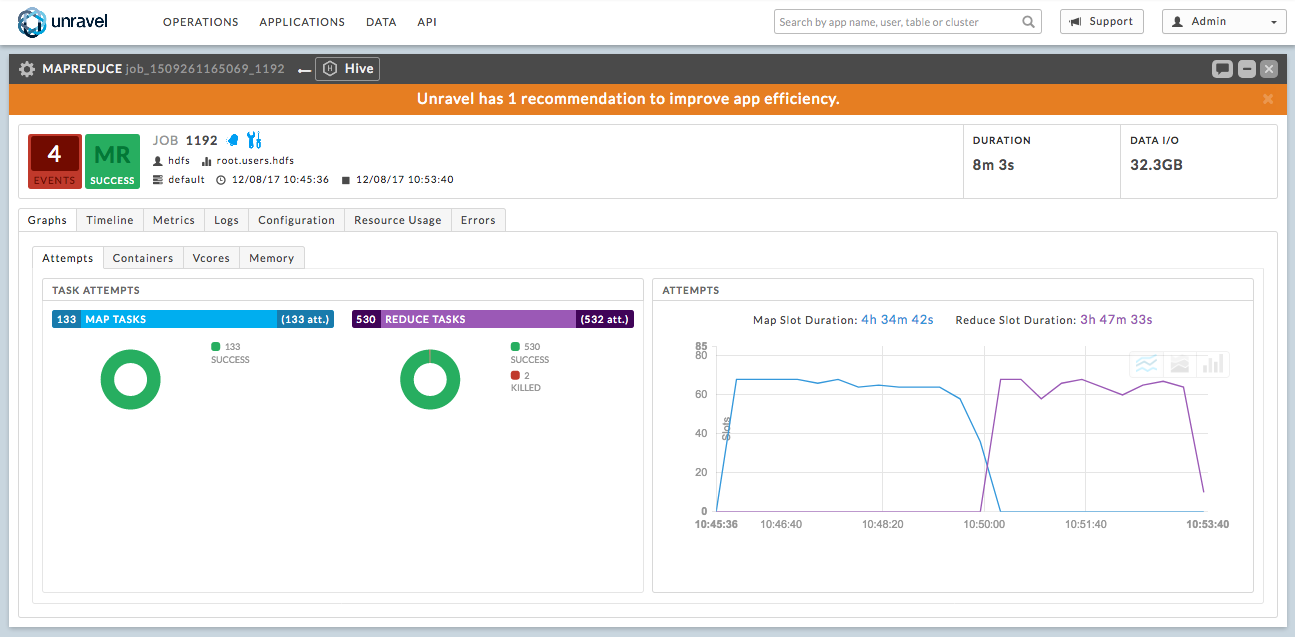 unravel OPERATIONS APPLICATIONS DATA API Search by app name, user, table or cluster Support Admin
MAPREDUCE job_1509261165069_1192 Hive
Unravel has 1 recommendation to improve app efficiency.
4 EVENTS
MR SUCCESS
JOB 1192
hdfs root.users.hdfs
default 12/08/17 10:45:36 12/08/17 10:53:40
DURATION
8m 3s
DATA I/O
32.3GB
Graphs Timeline Metrics Logs Configuration Resource Usage Errors
Attempts Containers Vcores Memory
TASK ATTEMPTS
133 MAP TASKS (133 att.)
133
SUCCESS
530 REDUCE TASKS (532 att.)
530
SUCCESS
2
KILLED
ATTEMPTS
Map Slot Duration: 4h 34m 42s Reduce Slot Duration: 3h 47m 33s
85
80
60
40
20
0
Slots
10:45:36 10:46:40 10:48:20 10:50:00 10:51:40 10:53:40